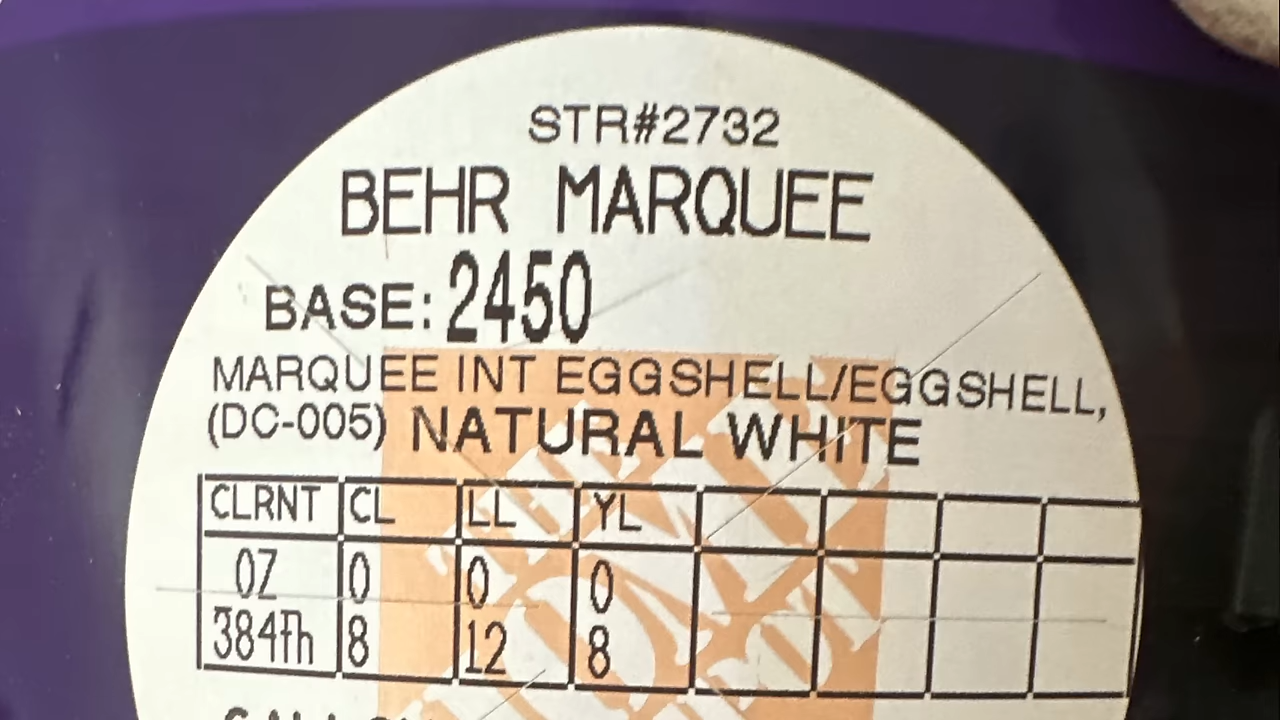 STR#2732
BEHR MARQUEE
BASE: 2450
MARQUEE INT EGGSHELL/EGGSHELL,
(DC-005) NATURAL WHITE
CLRNT CL LL YL
OZ 0 0 0
384fh 8 12 8